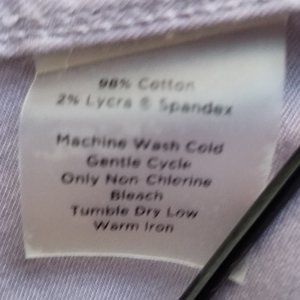 98% Cotton
2% Lycra ® Spandex
Machine Wash Cold
Gentle Cycle
Only Non Chlorine
Bleach
Tumble Dry Low
Warm Iron